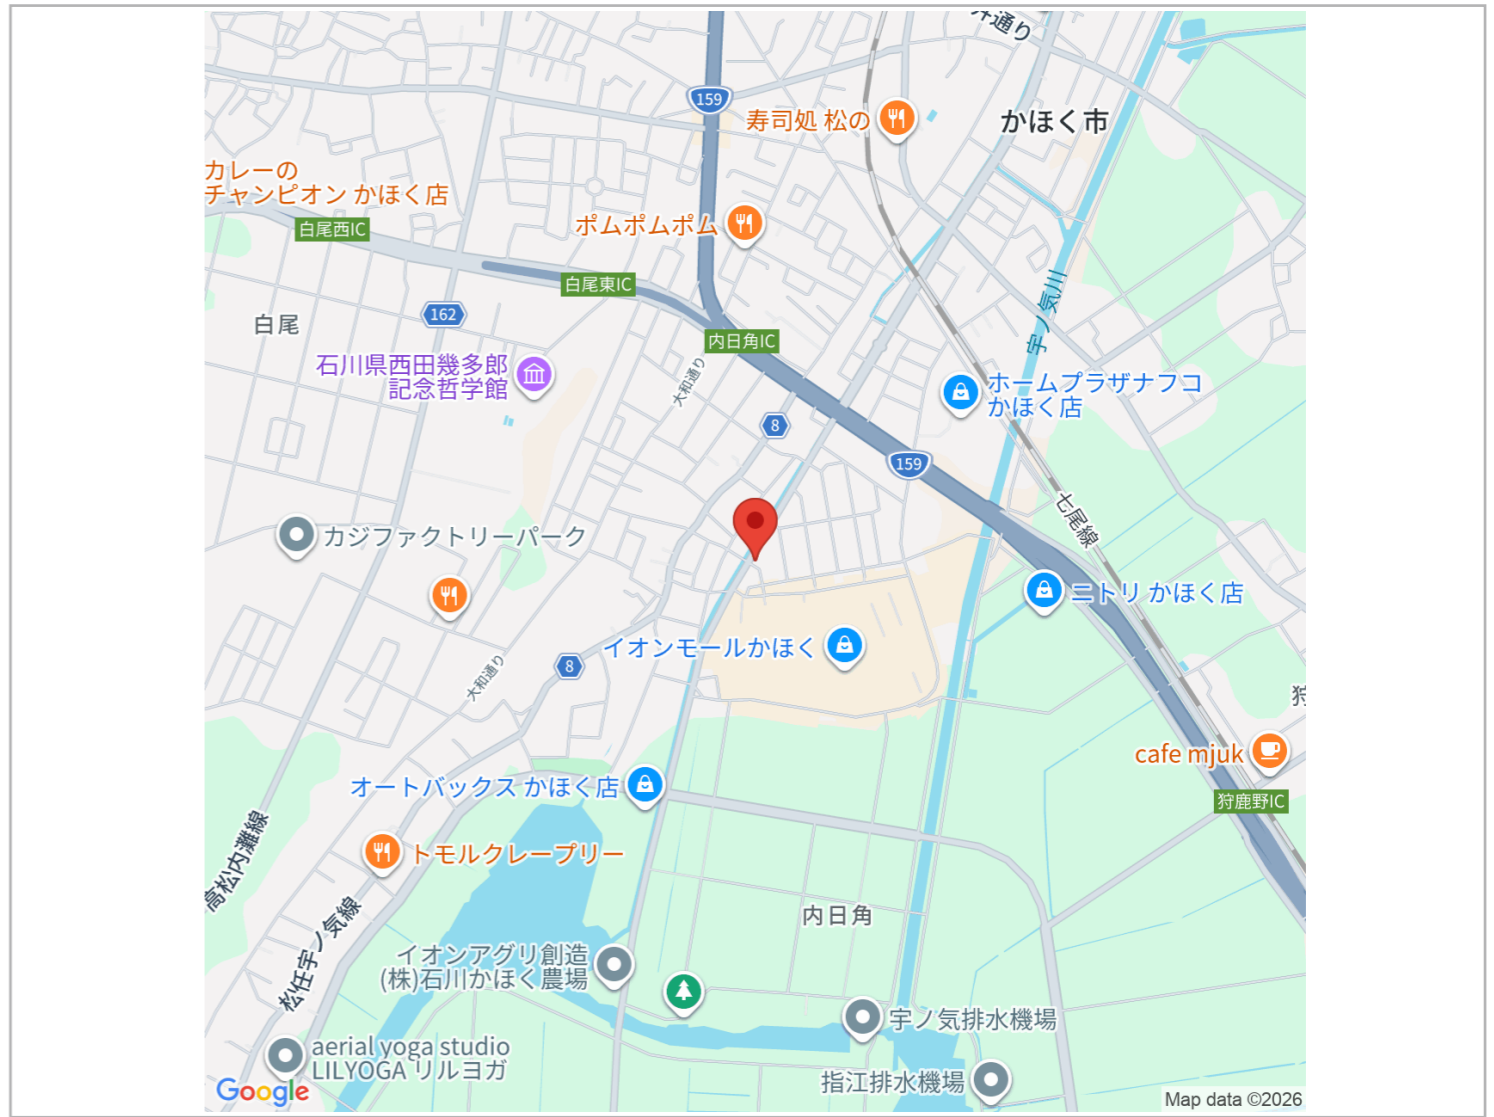 井通り
159
寿司処 松の
かほく市
カレーの
チャンピオン かほく店
白尾西IC
ポムポムポム
白尾東IC
宇ノ気川
162
白尾
内日角IC
大和通り
石川県西田幾多郎
記念哲学館
ホームプラザナフコ
かほく店
8
159
七尾線
カジファクトリーパーク
ニトリ かほく店
イオンモールかほく
8
大和通り
狩
cafe mjuk
狩鹿野IC
オートバックス かほく店
高松内灘線
トモルクレープリー
松任宇ノ気線
内日角
イオンアグリ創造
(株)石川かほく農場
宇ノ気排水機場
aerial yoga studio
LILYOGA リルヨガ
指江排水機場
Google
Map data ©2026